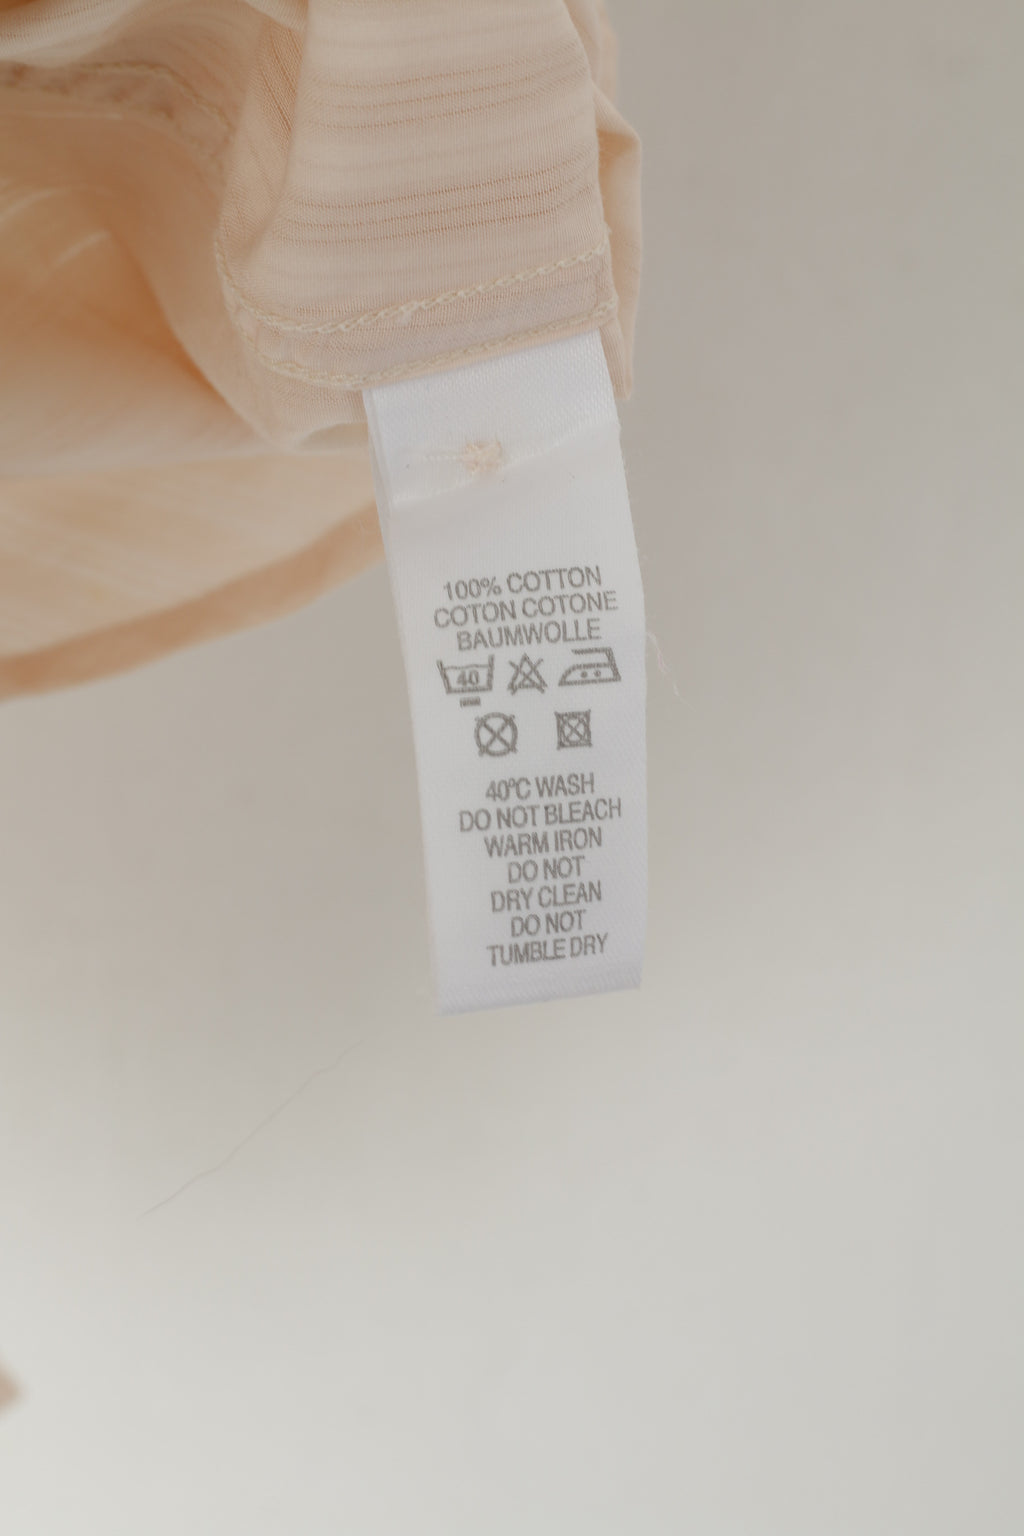 100% COTTON
COTON COTONE
BAUMWOLLE
40
40°C WASH
DO NOT BLEACH
WARM IRON
DO NOT
DRY CLEAN
DO NOT
TUMBLE DRY